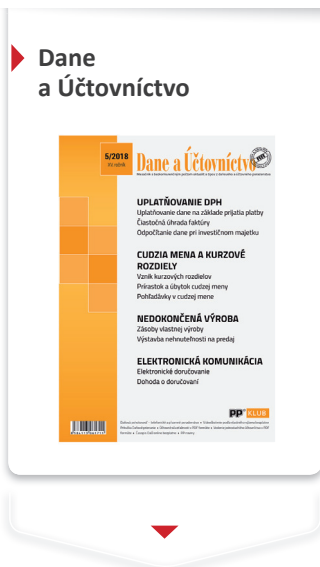 Dane
a Účtovníctvo
5/2018
XV. ročník
Dane a Účtovníctvo
UPLATŇOVANIE DPH
Uplatňovanie dane na základe prijatia platby
Čiastočná úhrada faktúry
Odpočítanie dane pri investičnom majetku
CUDZIA MENA A KURZOVÉ
ROZDIELY
Vznik kurzových rozdielov
Prírastok a úbytok cudzej meny
Pohľadávky v cudzej mene
NEDOKONČENÁ VÝROBA
Zásoby vlastnej výroby
Výstavba nehnuteľnosti na predaj
ELEKTRONICKÁ KOMUNIKÁCIA
Elektronické doručovanie
Dohoda o doručovaní
PP KLUB